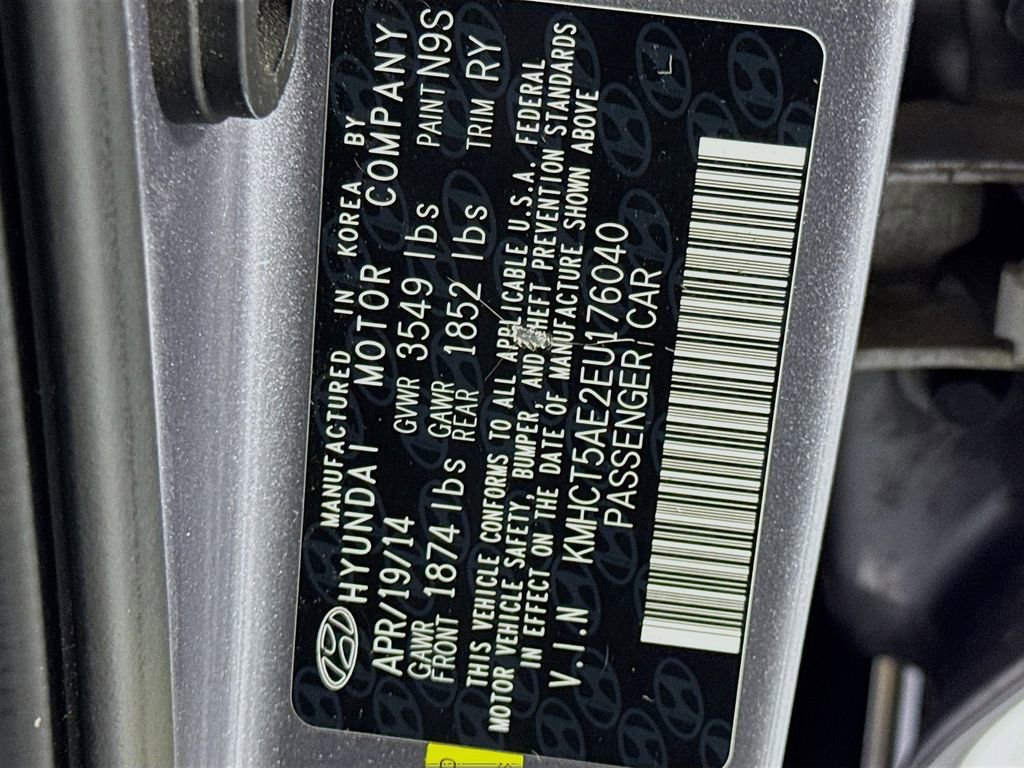 MANUFACTURED IN KOREA BY
HYUNDAI MOTOR COMPANY
APR/19/14 GVWR 3549 lbs PAINT N9S
GAWR FRONT 1874 lbs GAWR REAR 1852 lbs TRIM RY
THIS VEHICLE CONFORMS TO ALL APPLICABLE U.S.A. FEDERAL
MOTOR VEHICLE SAFETY, BUMPER, AND THEFT PREVENTION STANDARDS
IN EFFECT ON THE DATE OF MANUFACTURE SHOWN ABOVE
V.I.N KMHCT5AE2EU176040
PASSENGER CAR